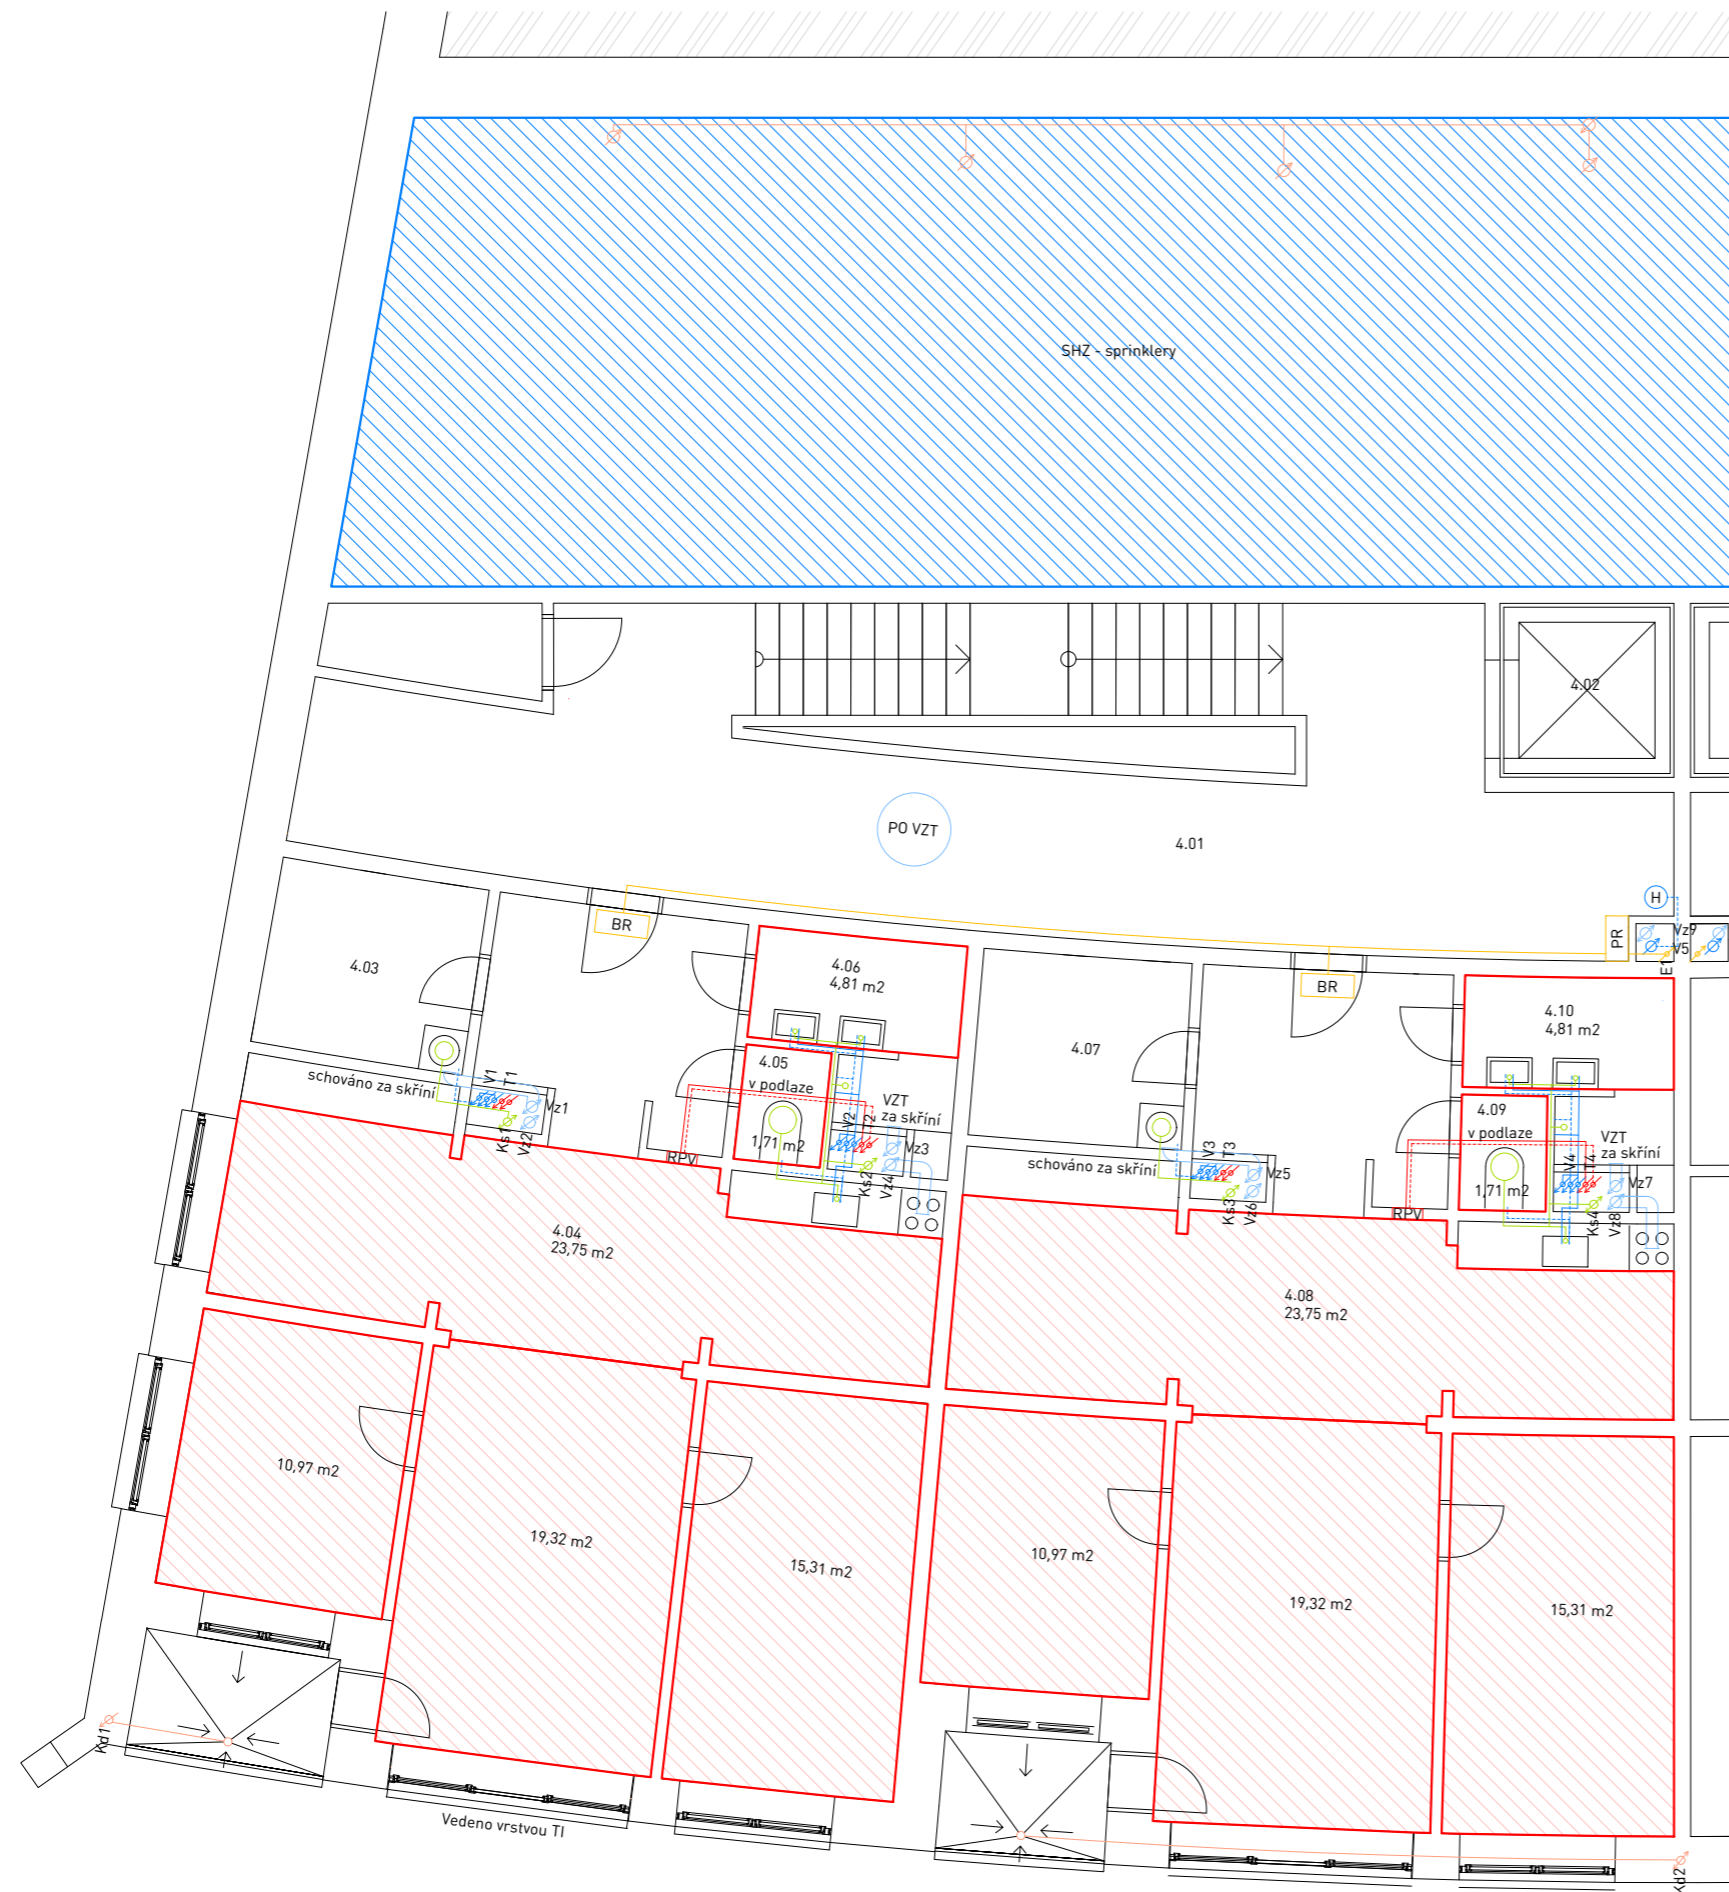 SHZ - sprinklery
4.02
PO VZT
4.01
H
PR
Vz9
V5
E1
BR
BR
4.03
4.06
4,81 m2
4.10
4,81 m2
4.07
4.05
v podlaze
1,71 m2
schováno za skříní
V1
T1
Vz1
Ks1
Vz2
VZT
za skříní
V2
T2
Vz3
Ks2
Vz4
RPV
4.09
v podlaze
1,71 m2
schováno za skříní
V3
T3
Vz5
Ks3
Vz6
VZT
za skříní
V4
T4
Vz7
Ks4
Vz8
RPV
4.04
23,75 m2
4.08
23,75 m2
10,97 m2
19,32 m2
15,31 m2
10,97 m2
19,32 m2
15,31 m2
Kd1
Vedeno vrstvou TI
Kd2